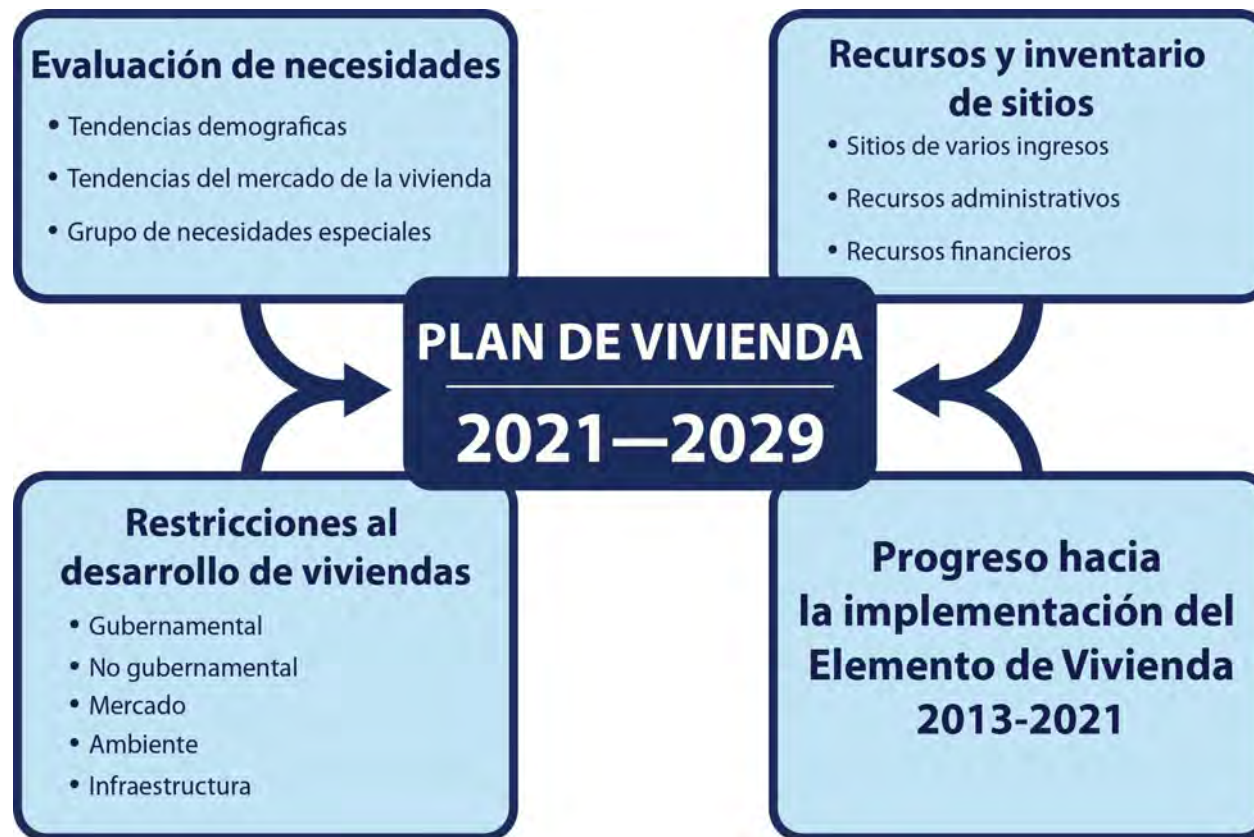 Evaluación de necesidades
• Tendencias demograficas
• Tendencias del mercado de la vivienda
• Grupo de necesidades especiales
Recursos y inventario
de sitios
• Sitios de varios ingresos
• Recursos administrativos
• Recursos financieros
PLAN DE VIVIENDA
2021—2029
Restricciones al
desarrollo de viviendas
• Gubernamental
• No gubernamental
• Mercado
• Ambiente
• Infraestructura
Progreso hacia
la implementación del
Elemento de Vivienda
2013-2021